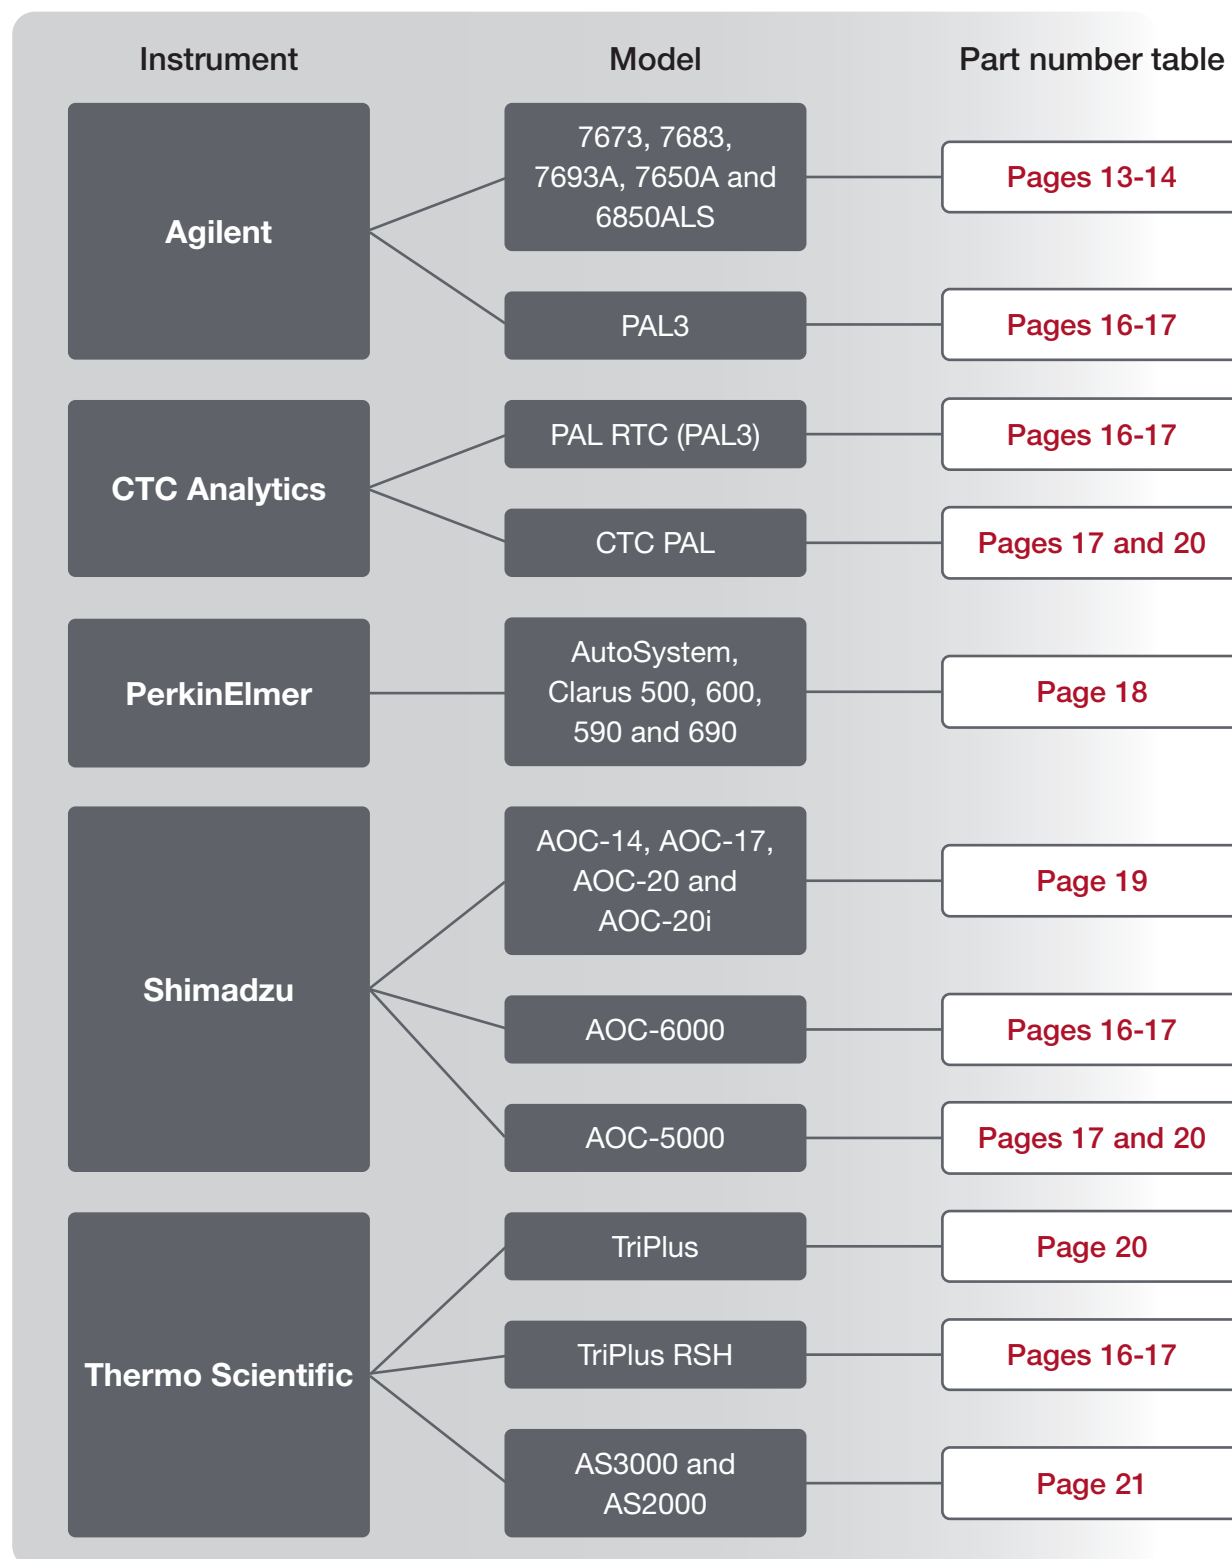 Instrument Model Part number table
Agilent
7673, 7683,
7693A, 7650A and
6850ALS
Pages 13-14
PAL3
Pages 16-17
CTC Analytics
PAL RTC (PAL3)
Pages 16-17
CTC PAL
Pages 17 and 20
PerkinElmer
AutoSystem,
Clarus 500, 600,
590 and 690
Page 18
Shimadzu
AOC-14, AOC-17,
AOC-20 and
AOC-20i
Page 19
AOC-6000
Pages 16-17
AOC-5000
Pages 17 and 20
Thermo Scientific
TriPlus
Page 20
TriPlus RSH
Pages 16-17
AS3000 and
AS2000
Page 21